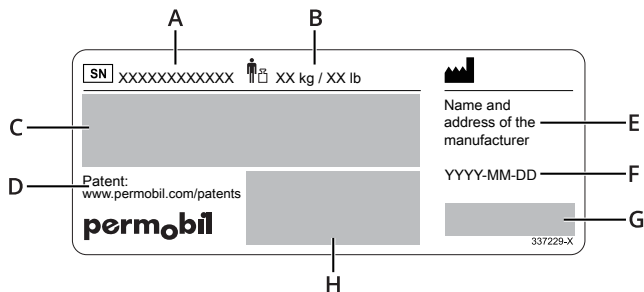 A
B
SN XXXXXXXXXXXX XX kg / XX lb
C
Name and
address of the
manufacturer
E
D
Patent:
www.permobil.com/patents
YYYY-MM-DD
F
permobil
G
337229-X
H